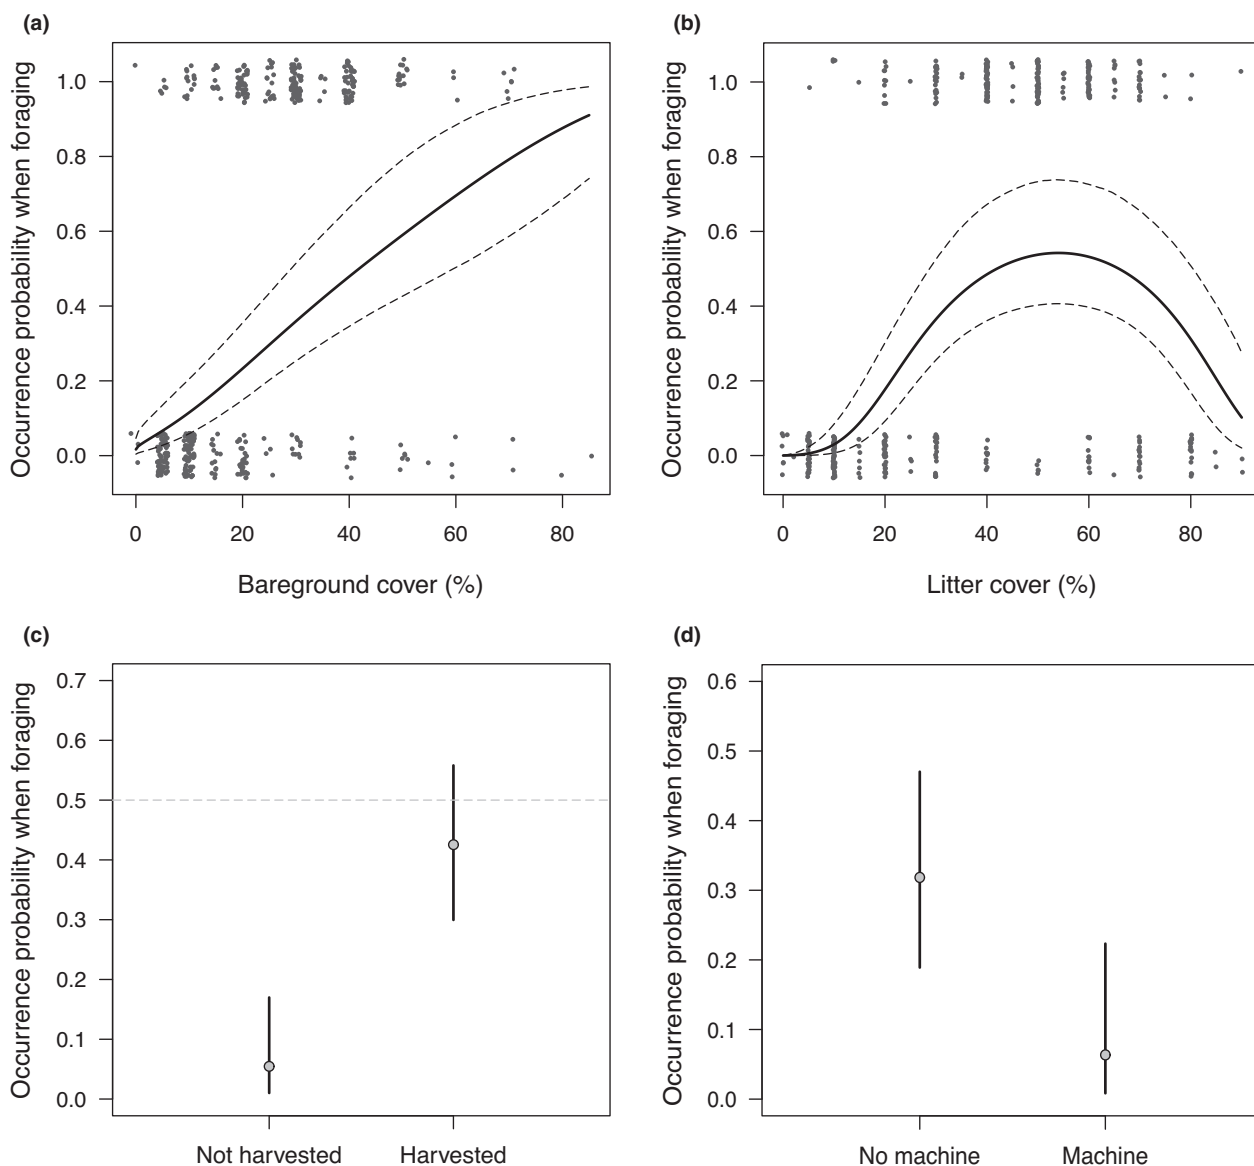 (a)
Occurrence probability when foraging
1.0
0.8
0.6
0.4
0.2
0.0
0 20 40 60 80
Bareground cover (%)
(b)
Occurrence probability when foraging
1.0
0.8
0.6
0.4
0.2
0.0
0 20 40 60 80
Litter cover (%)
(c)
Occurrence probability when foraging
0.7
0.6
0.5
0.4
0.3
0.2
0.1
0.0
Not harvested Harvested
(d)
Occurrence probability when foraging
0.6
0.5
0.4
0.3
0.2
0.1
0.0
No machine Machine